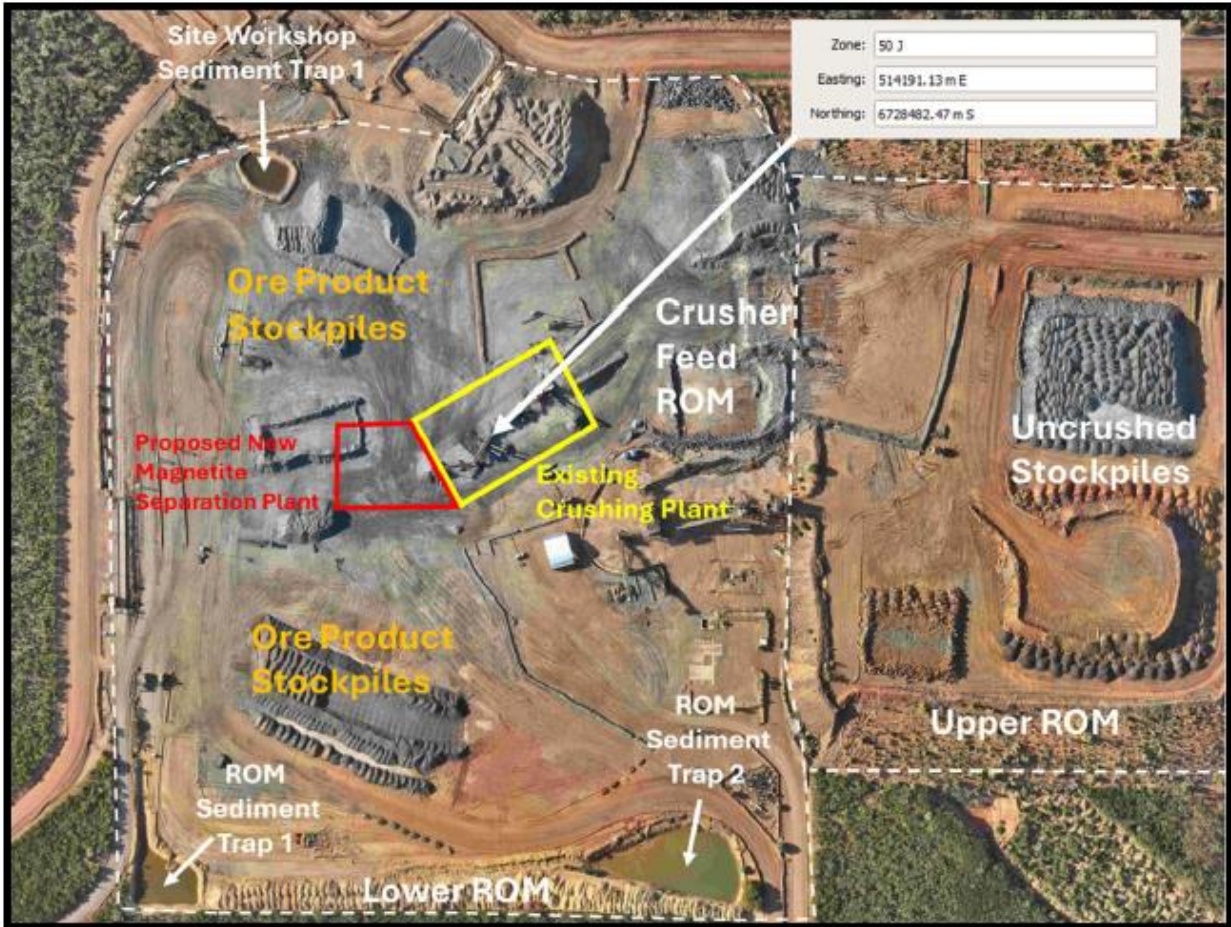 Site Workshop
Sediment Trap 1
Zone: 50 J
Easting: 514191.13 m E
Northing: 6728482.47 m S
Ore Product
Stockpiles
Crusher
Feed
ROM
Uncrushed
Stockpiles
Proposed New
Magnetite
Separation Plant
Existing
Crushing Plant
Ore Product
Stockpiles
ROM
Sediment
Trap 2
Upper ROM
ROM
Sediment
Trap 1
Lower ROM